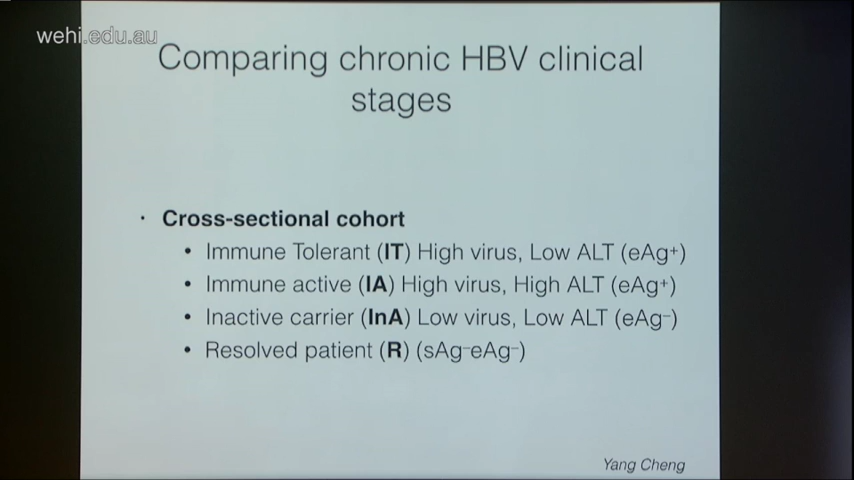 wehi.edu.au
Comparing chronic HBV clinical
stages
• Cross-sectional cohort
• Immune Tolerant (IT) High virus, Low ALT (eAg⁺)
• Immune active (IA) High virus, High ALT (eAg⁺)
• Inactive carrier (InA) Low virus, Low ALT (eAg⁻)
• Resolved patient (R) (sAg⁻eAg⁻)
Yang Cheng